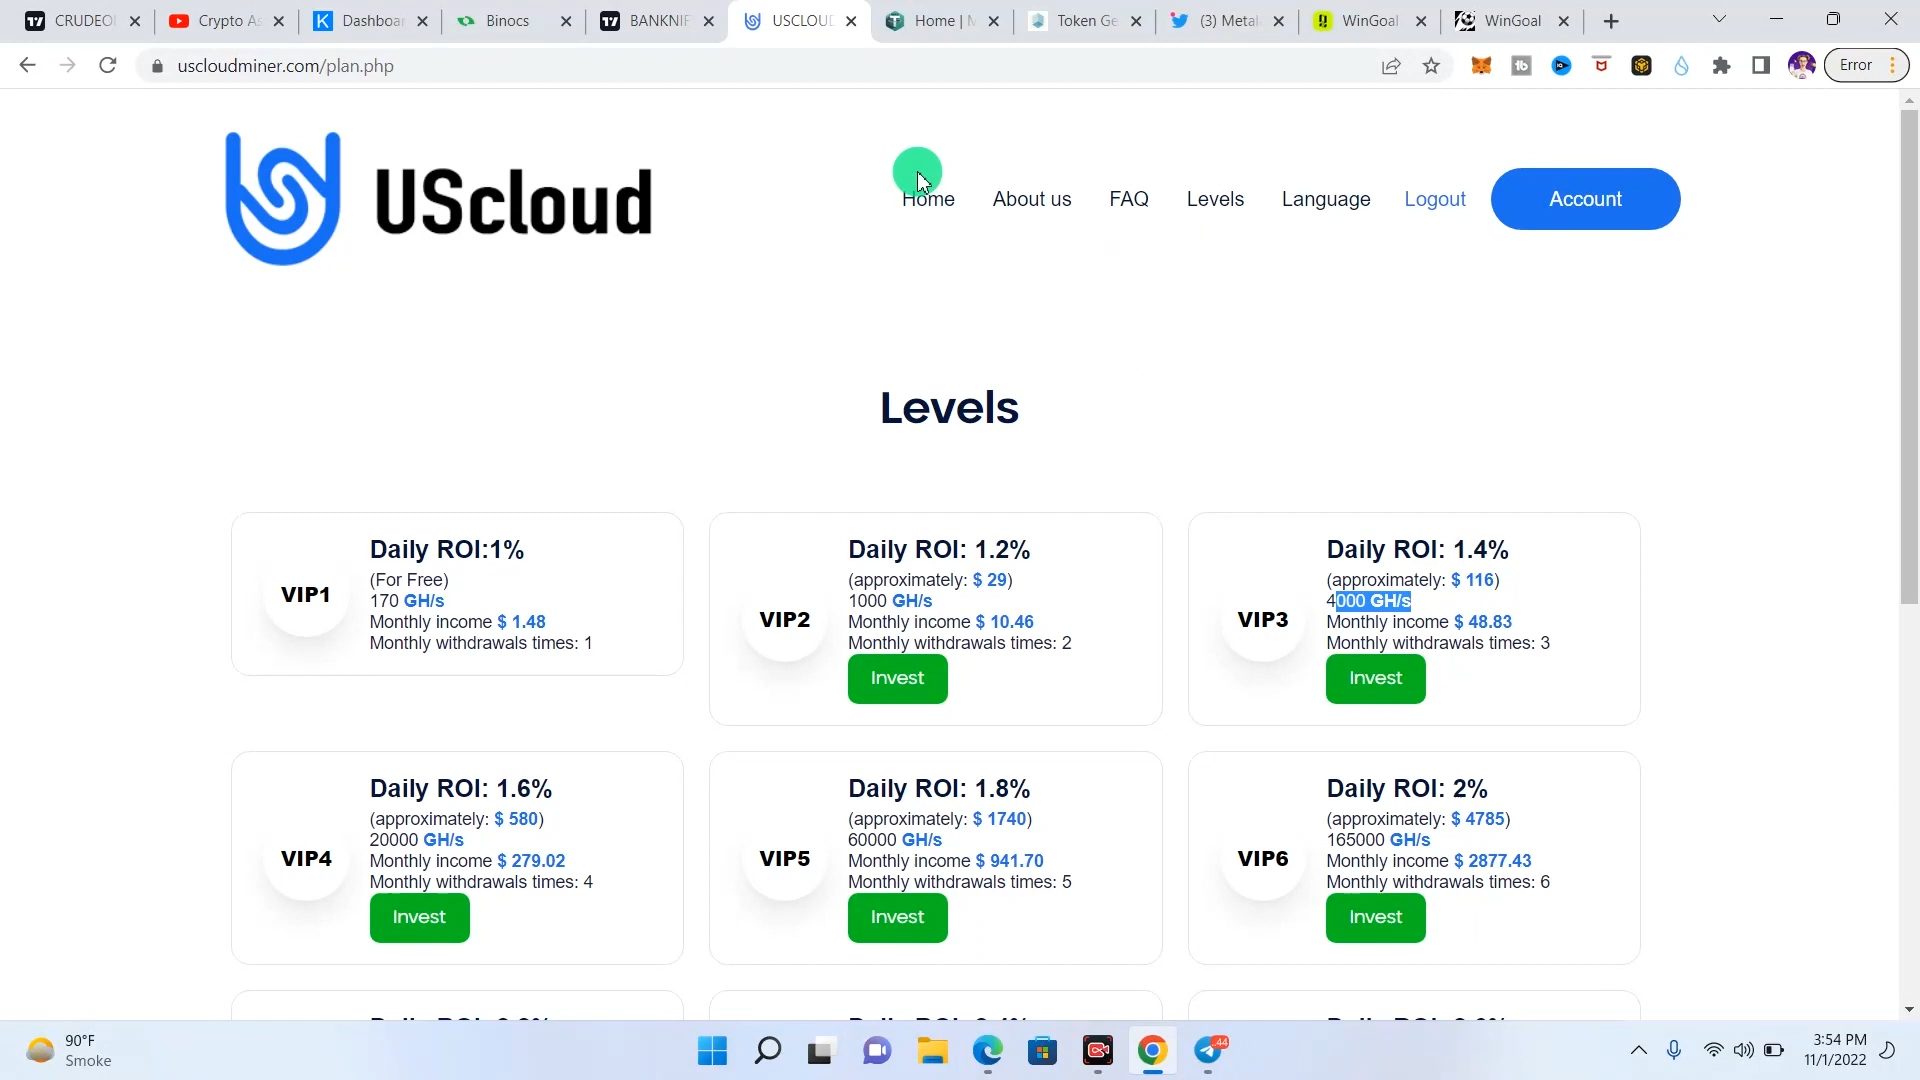 CRUDEO
Crypto As
Dashboar
Binocs
BANKNIF
USCLOUD
Home | M
Token Ge
(3) Metal
WinGoal
WinGoal
uscloudminer.com/plan.php
Error
UScloud
Home
About us
FAQ
Levels
Language
Logout
Account
Levels
VIP1
Daily ROI:1%
(For Free)
170 GH/s
Monthly income $ 1.48
Monthly withdrawals times: 1
VIP2
Daily ROI: 1.2%
(approximately: $ 29)
1000 GH/s
Monthly income $ 10.46
Monthly withdrawals times: 2
Invest
VIP3
Daily ROI: 1.4%
(approximately: $ 116)
4000 GH/s
Monthly income $ 48.83
Monthly withdrawals times: 3
Invest
VIP4
Daily ROI: 1.6%
(approximately: $ 580)
20000 GH/s
Monthly income $ 279.02
Monthly withdrawals times: 4
Invest
VIP5
Daily ROI: 1.8%
(approximately: $ 1740)
60000 GH/s
Monthly income $ 941.70
Monthly withdrawals times: 5
Invest
VIP6
Daily ROI: 2%
(approximately: $ 4785)
165000 GH/s
Monthly income $ 2877.43
Monthly withdrawals times: 6
Invest
90°F
Smoke
44
3:54 PM
11/1/2022